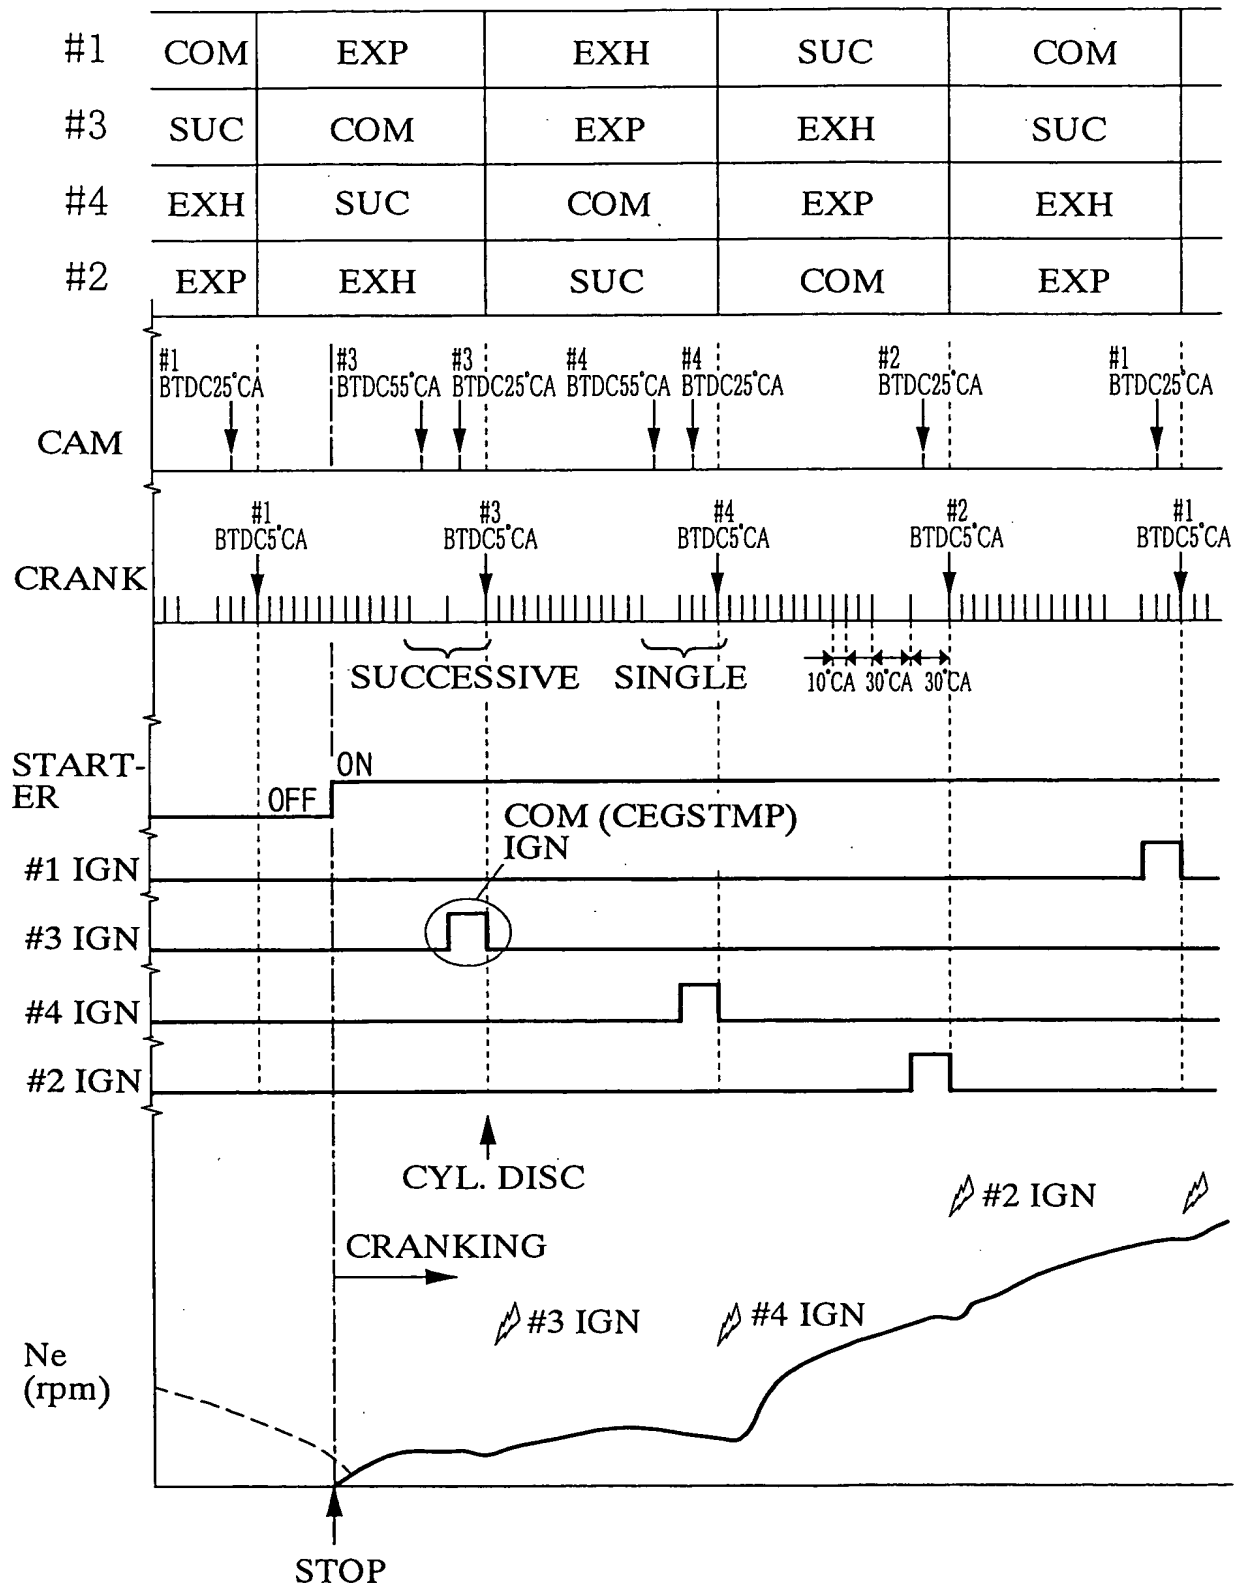 #1 COM EXP EXH SUC COM
#3 SUC COM EXP EXH SUC
#4 EXH SUC COM EXP EXH
#2 EXP EXH SUC COM EXP
#1 #3 #3 #4 #4 #2 #1
BTDC25°CA BTDC55°CA BTDC25°CA BTDC55°CA BTDC25°CA BTDC25°CA BTDC25°CA
CAM
#1 #3 #4 #2 #1
BTDC5°CA BTDC5°CA BTDC5°CA BTDC5°CA BTDC5°CA
CRANK
SUCCESSIVE SINGLE 10°CA 30°CA 30°CA
START-
ER
ON
OFF
COM (CEGSTMP)
IGN
#1 IGN
#3 IGN
#4 IGN
#2 IGN
CYL. DISC
#2 IGN
CRANKING
#3 IGN #4 IGN
Ne
(rpm)
STOP